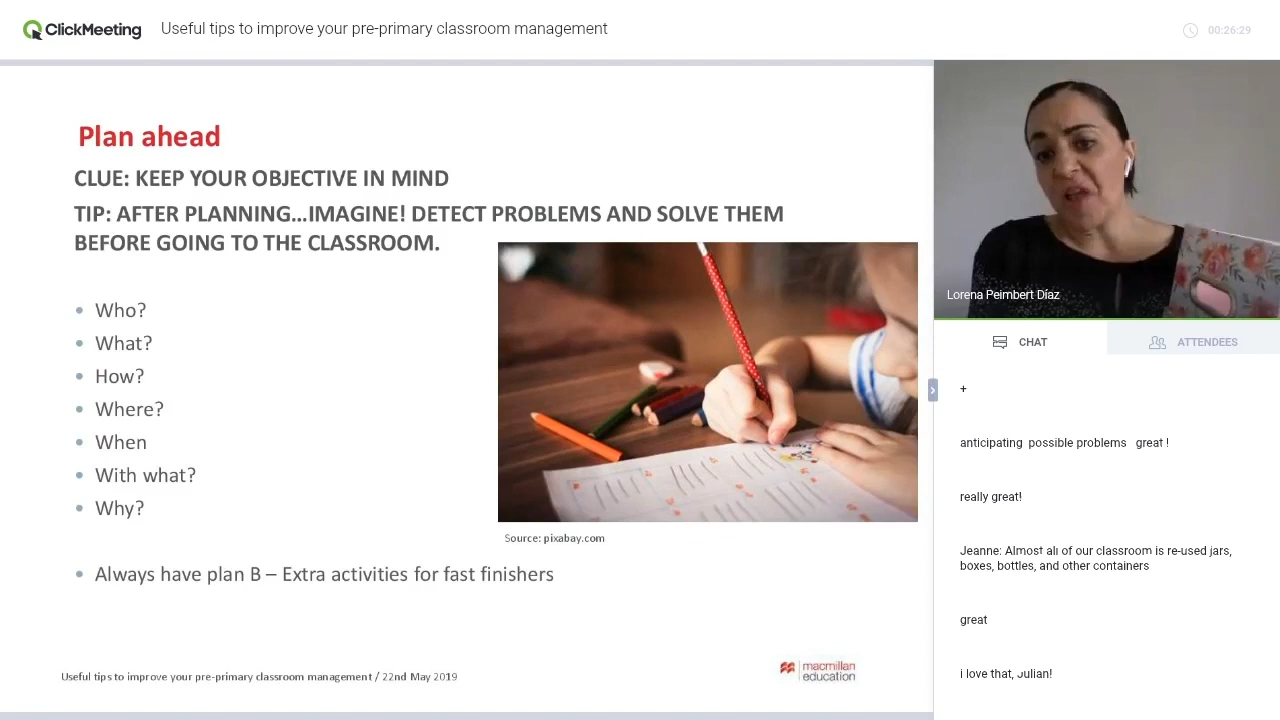 ClickMeeting
Useful tips to improve your pre-primary classroom management
00:26:29
Plan ahead
CLUE: KEEP YOUR OBJECTIVE IN MIND
TIP: AFTER PLANNING…IMAGINE! DETECT PROBLEMS AND SOLVE THEM
BEFORE GOING TO THE CLASSROOM.
• Who?
• What?
• How?
• Where?
• When
• With what?
• Why?
Source: pixabay.com
• Always have plan B – Extra activities for fast finishers
Useful tips to improve your pre-primary classroom management / 22nd May 2019
macmillan
education
Lorena Peimbert Díaz
CHAT
ATTENDEES
+
anticipating possible problems great !
really great!
Jeanne: Almost all of our classroom is re-used jars,
boxes, bottles, and other containers
great
i love that, Julian!